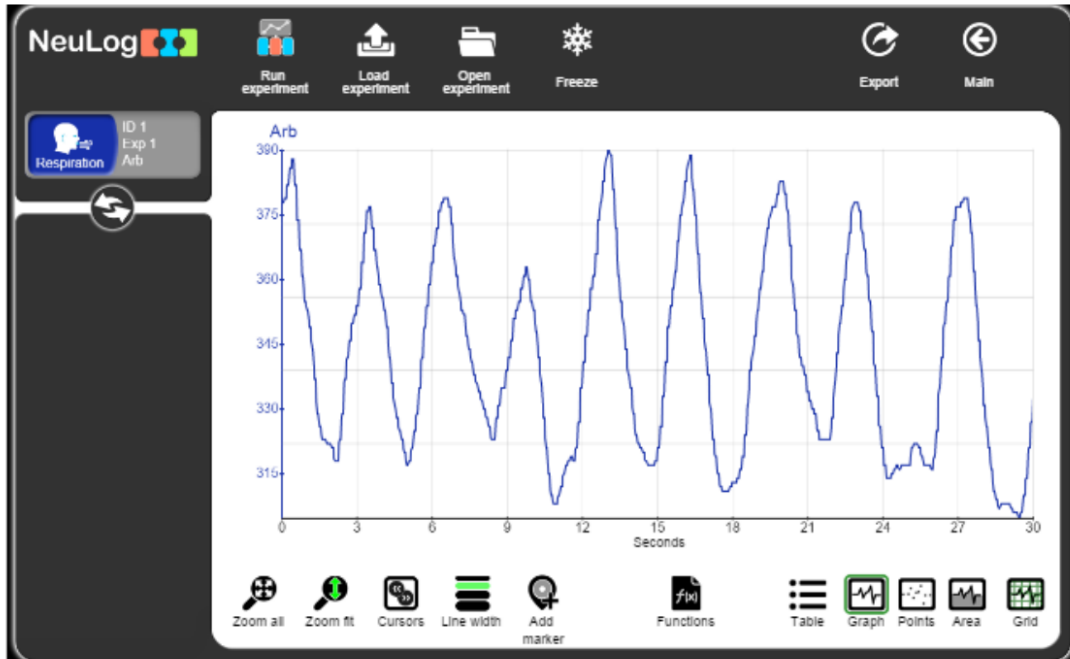 NeuLog
Run
experiment
Load
experiment
Open
experiment
Freeze
Export
Main
Respiration
ID 1
Exp 1
Arb
Arb
390
375
360
345
330
315
0 3 6 9 12 15 18 21 24 27 30
Seconds
Zoom all
Zoom fit
Cursors
Line width
Add
marker
f(x)
Functions
Table
Graph
Points
Area
Grid